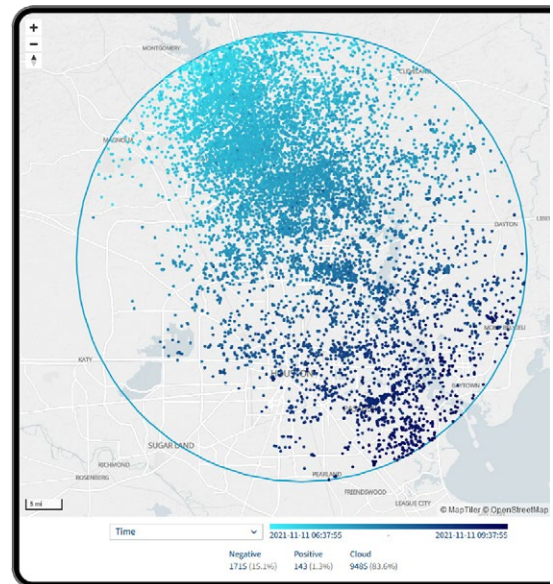 +
MONTGOMERY
−
CLEVELAND
MAGNOLIA
DAYTON
MONT BELVIEU
KATY
HOUSTON
BAYTOWN
SUGAR LAND
RICHMOND
PEARLAND
ROSENBERG
FRIENDSWOOD
LEAGUE CITY
5 mi
© MapTiler © OpenStreetMap
Time
2021-11-11 06:37:55 - 2021-11-11 09:37:55
Negative Positive Cloud
1715 (15.1%) 143 (1.3%) 9485 (83.6%)